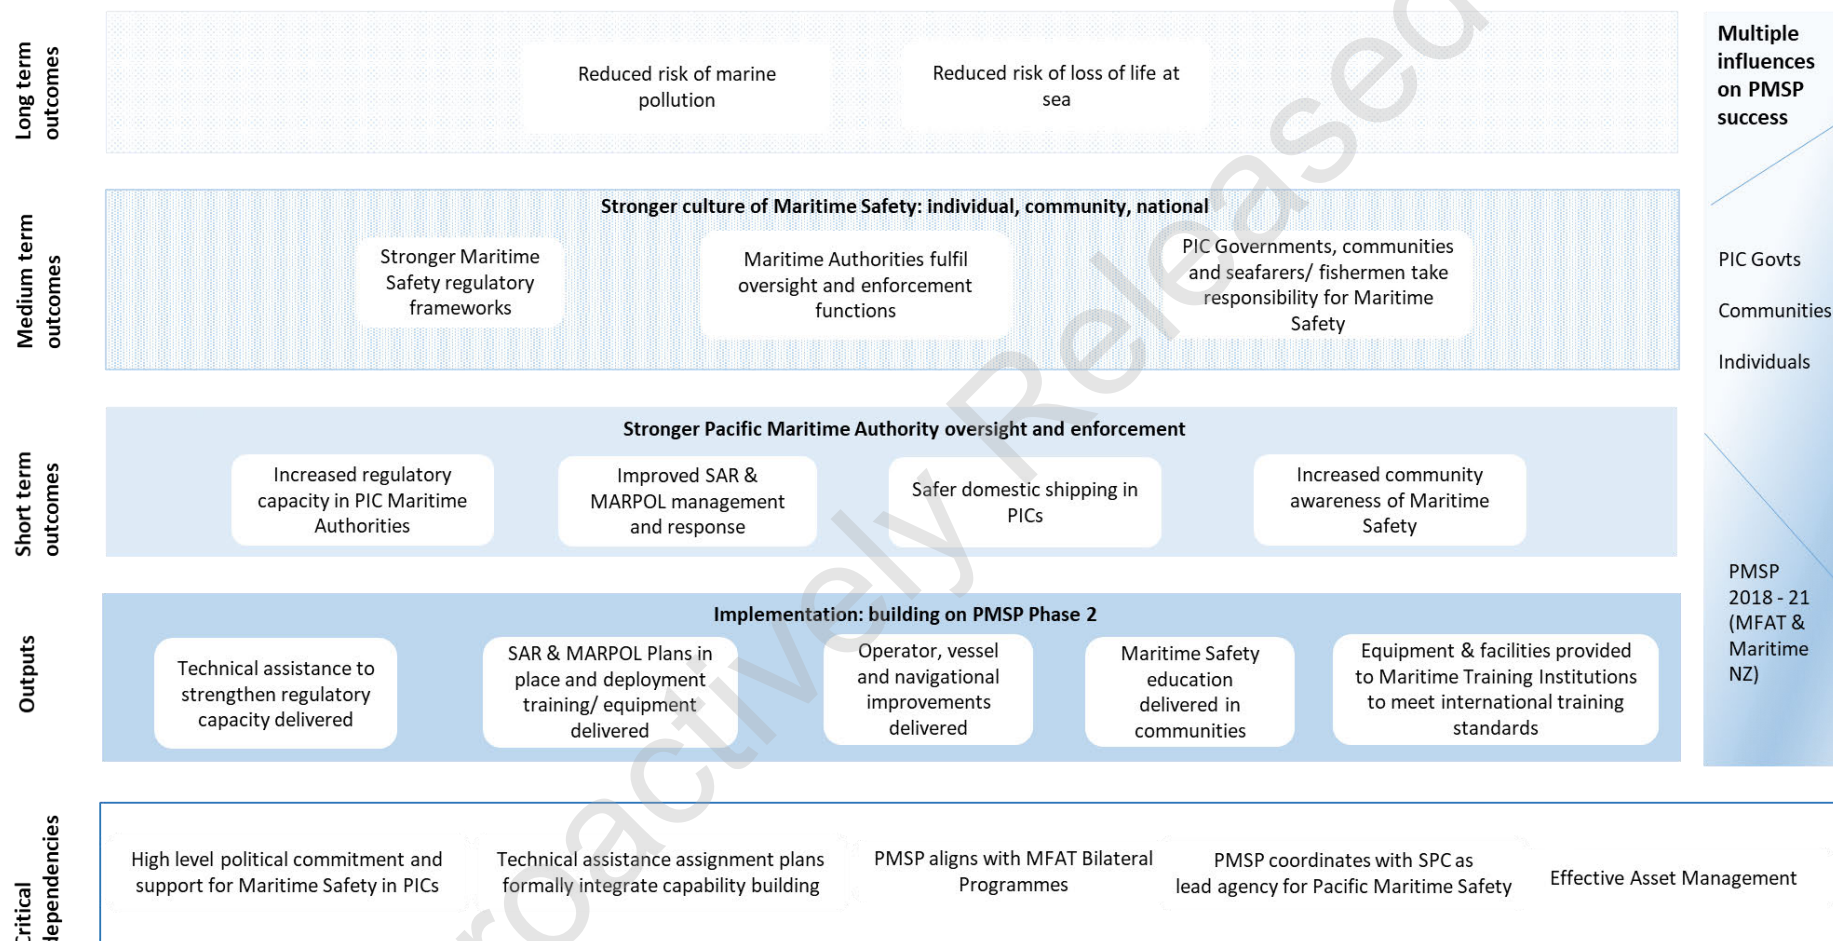 Long term
outcomes
Reduced risk of marine
pollution
Reduced risk of loss of life at
sea
Multiple
influences
on PMSP
success
Medium term
outcomes
Stronger culture of Maritime Safety: individual, community, national
Stronger Maritime
Safety regulatory
frameworks
Maritime Authorities fulfil
oversight and enforcement
functions
PIC Governments, communities
and seafarers/ fishermen take
responsibility for Maritime
Safety
PIC Govts
Communities
Individuals
Short term
outcomes
Stronger Pacific Maritime Authority oversight and enforcement
Increased regulatory
capacity in PIC Maritime
Authorities
Improved SAR &
MARPOL management
and response
Safer domestic shipping in
PICs
Increased community
awareness of Maritime
Safety
Outputs
Implementation: building on PMSP Phase 2
Technical assistance to
strengthen regulatory
capacity delivered
SAR & MARPOL Plans in
place and deployment
training/ equipment
delivered
Operator, vessel
and navigational
improvements
delivered
Maritime Safety
education
delivered in
communities
Equipment & facilities provided
to Maritime Training Institutions
to meet international training
standards
PMSP
2018 - 21
(MFAT &
Maritime
NZ)
Critical
dependencies
High level political commitment and
support for Maritime Safety in PICs
Technical assistance assignment plans
formally integrate capability building
PMSP aligns with MFAT Bilateral
Programmes
PMSP coordinates with SPC as
lead agency for Pacific Maritime Safety
Effective Asset Management
roactively Released